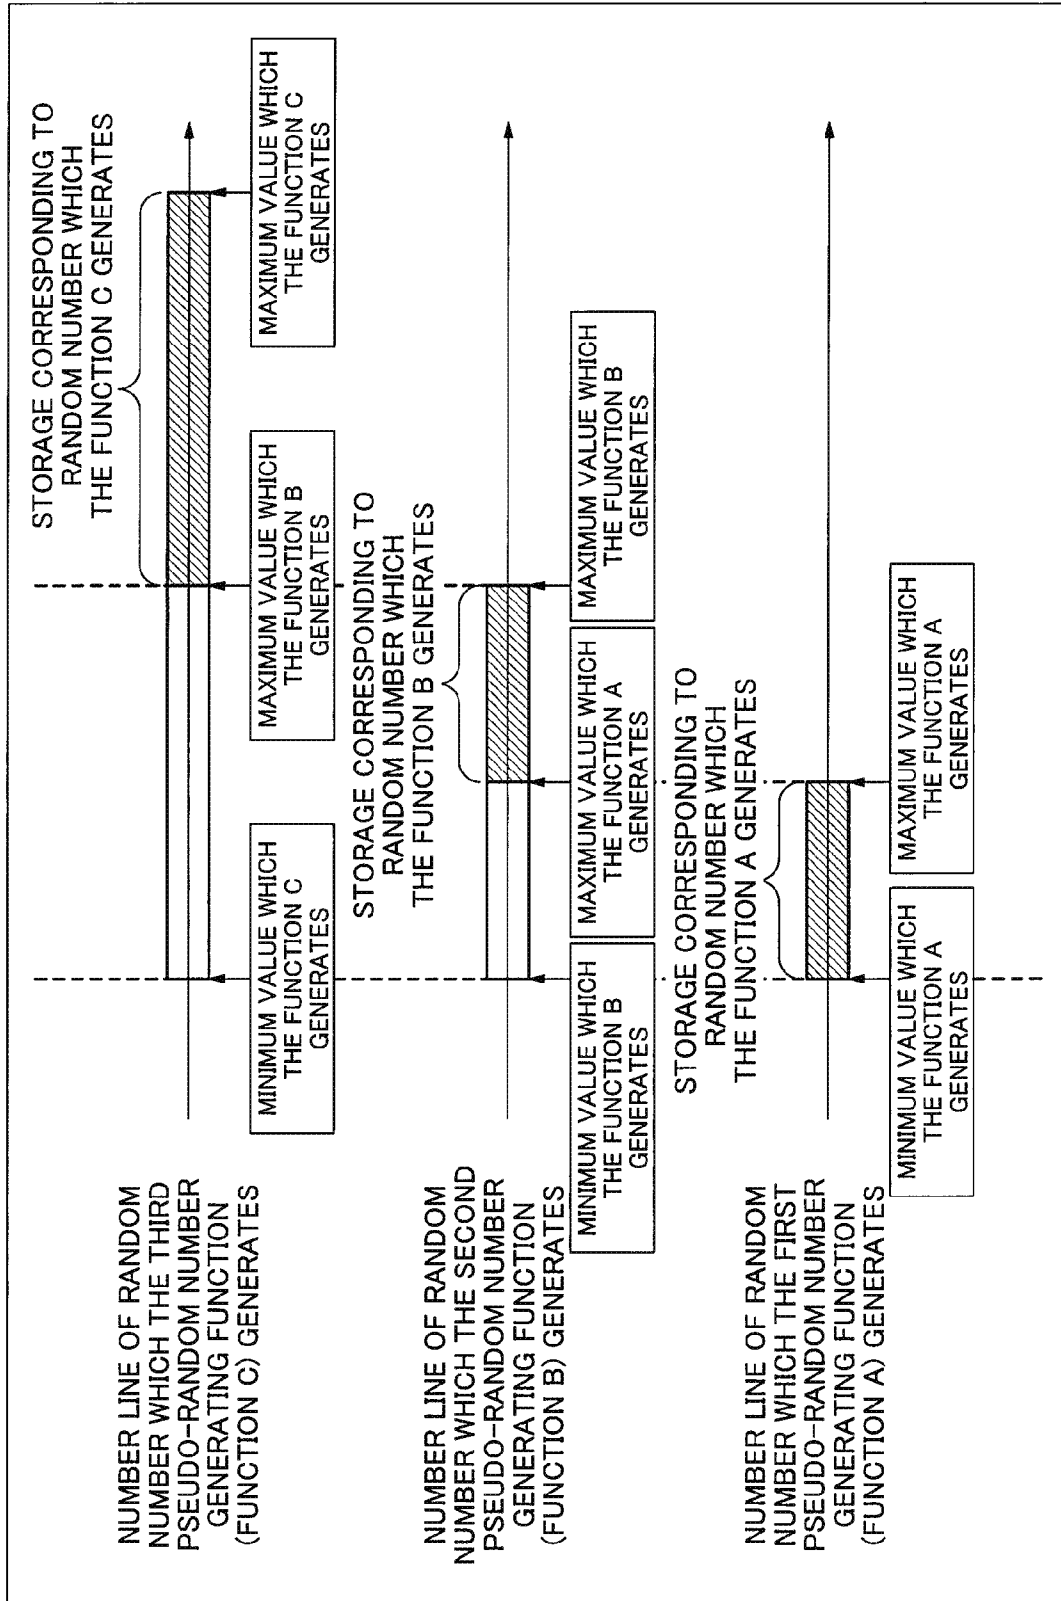 NUMBER LINE OF RANDOM
NUMBER WHICH THE THIRD
PSEUDO-RANDOM NUMBER
GENERATING FUNCTION
(FUNCTION C) GENERATES
STORAGE CORRESPONDING TO
RANDOM NUMBER WHICH
THE FUNCTION C GENERATES
MINIMUM VALUE WHICH
THE FUNCTION C
GENERATES
MAXIMUM VALUE WHICH
THE FUNCTION B
GENERATES
MAXIMUM VALUE WHICH
THE FUNCTION C
GENERATES
NUMBER LINE OF RANDOM
NUMBER WHICH THE SECOND
PSEUDO-RANDOM NUMBER
GENERATING FUNCTION
(FUNCTION B) GENERATES
STORAGE CORRESPONDING TO
RANDOM NUMBER WHICH
THE FUNCTION B GENERATES
MINIMUM VALUE WHICH
THE FUNCTION B
GENERATES
MAXIMUM VALUE WHICH
THE FUNCTION A
GENERATES
MAXIMUM VALUE WHICH
THE FUNCTION B
GENERATES
NUMBER LINE OF RANDOM
NUMBER WHICH THE FIRST
PSEUDO-RANDOM NUMBER
GENERATING FUNCTION
(FUNCTION A) GENERATES
STORAGE CORRESPONDING TO
RANDOM NUMBER WHICH
THE FUNCTION A GENERATES
MINIMUM VALUE WHICH
THE FUNCTION A
GENERATES
MAXIMUM VALUE WHICH
THE FUNCTION A
GENERATES